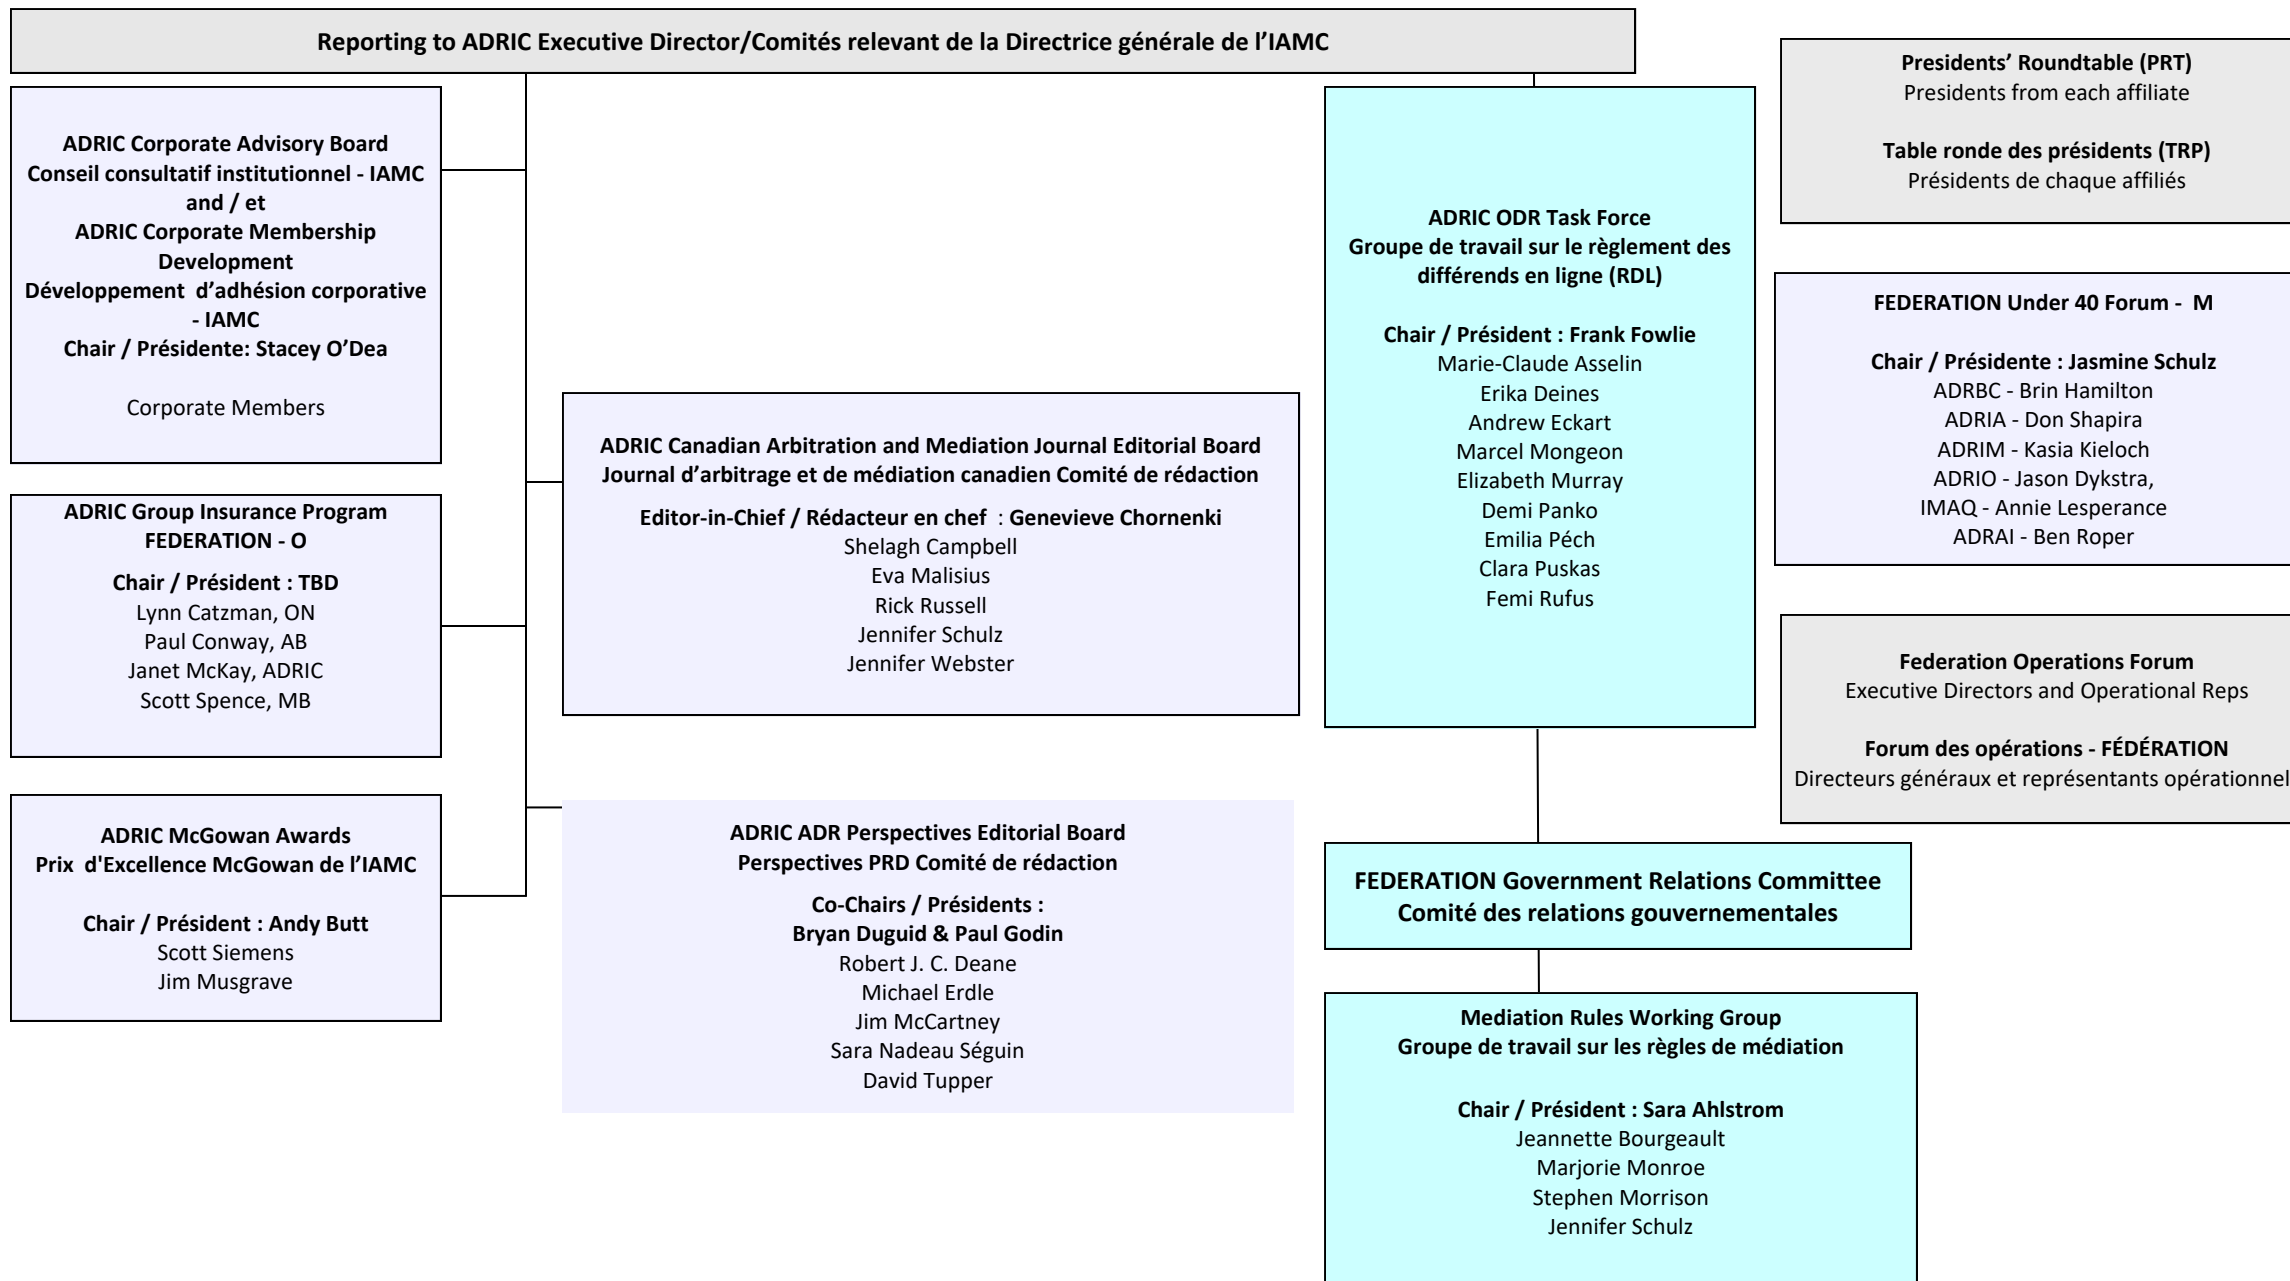 Reporting to ADRIC Executive Director/Comités relevant de la Directrice générale de l’IAMC
ADRIC Corporate Advisory Board
Conseil consultatif institutionnel - IAMC
and / et
ADRIC Corporate Membership
Development
Développement  d’adhésion corporative
- IAMC
Chair / Présidente: Stacey O’Dea
Corporate Members
ADRIC Group Insurance Program
FEDERATION - O
Chair / Président : TBD
Lynn Catzman, ON
Paul Conway, AB
Janet McKay, ADRIC
Scott Spence, MB
ADRIC McGowan Awards
Prix  d'Excellence McGowan de l’IAMC
Chair / Président : Andy Butt
Scott Siemens
Jim Musgrave
ADRIC Canadian Arbitration and Mediation Journal Editorial Board
Journal d’arbitrage et de médiation canadien Comité de rédaction
Editor-in-Chief / Rédacteur en chef  : Genevieve Chornenki
Shelagh Campbell
Eva Malisius
Rick Russell
Jennifer Schulz
Jennifer Webster
ADRIC ADR Perspectives Editorial Board
Perspectives PRD Comité de rédaction
Co-Chairs / Présidents :
Bryan Duguid & Paul Godin
Robert J. C. Deane
Michael Erdle
Jim McCartney
Sara Nadeau Séguin
David Tupper
ADRIC ODR Task Force
Groupe de travail sur le règlement des
différends en ligne (RDL)
Chair / Président : Frank Fowlie
Marie-Claude Asselin
Erika Deines
Andrew Eckart
Marcel Mongeon
Elizabeth Murray
Demi Panko
Emilia Péch
Clara Puskas
Femi Rufus
FEDERATION Government Relations Committee
Comité des relations gouvernementales
Mediation Rules Working Group
Groupe de travail sur les règles de médiation
Chair / Président : Sara Ahlstrom
Jeannette Bourgeault
Marjorie Monroe
Stephen Morrison
Jennifer Schulz
Presidents’ Roundtable (PRT)
Presidents from each affiliate
Table ronde des présidents (TRP)
Présidents de chaque affiliés
FEDERATION Under 40 Forum -  M
Chair / Présidente : Jasmine Schulz
ADRBC - Brin Hamilton
ADRIA - Don Shapira
ADRIM - Kasia Kieloch
ADRIO - Jason Dykstra,
IMAQ - Annie Lesperance
ADRAI - Ben Roper
Federation Operations Forum
Executive Directors and Operational Reps
Forum des opérations - FÉDÉRATION
Directeurs généraux et représentants opérationnel